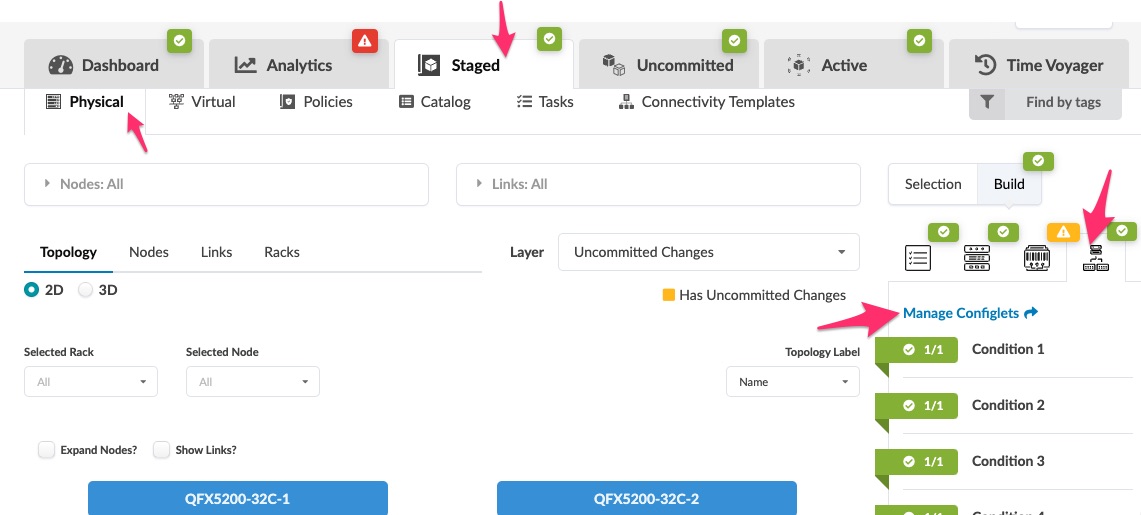 Dashboard
Analytics
Staged
Uncommitted
Active
Time Voyager
Physical
Virtual
Policies
Catalog
Tasks
Connectivity Templates
Find by tags
Nodes: All
Links: All
Selection
Build
Topology
Nodes
Links
Racks
Layer
Uncommitted Changes
2D
3D
Has Uncommitted Changes
Manage Configlets
Selected Rack
Selected Node
Topology Label
1/1 Condition 1
All
All
Name
1/1 Condition 2
Expand Nodes?
Show Links?
1/1 Condition 3
QFX5200-32C-1
QFX5200-32C-2
1/1 Condition 4